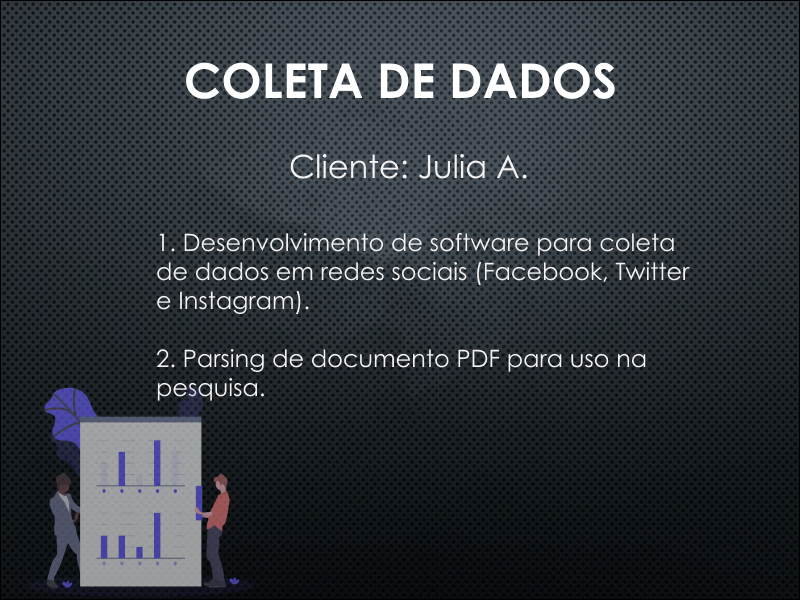 COLETA DE DADOS
Cliente: Julia A.
1. Desenvolvimento de software para coleta
de dados em redes sociais (Facebook, Twitter
e Instagram).
2. Parsing de documento PDF para uso na
pesquisa.